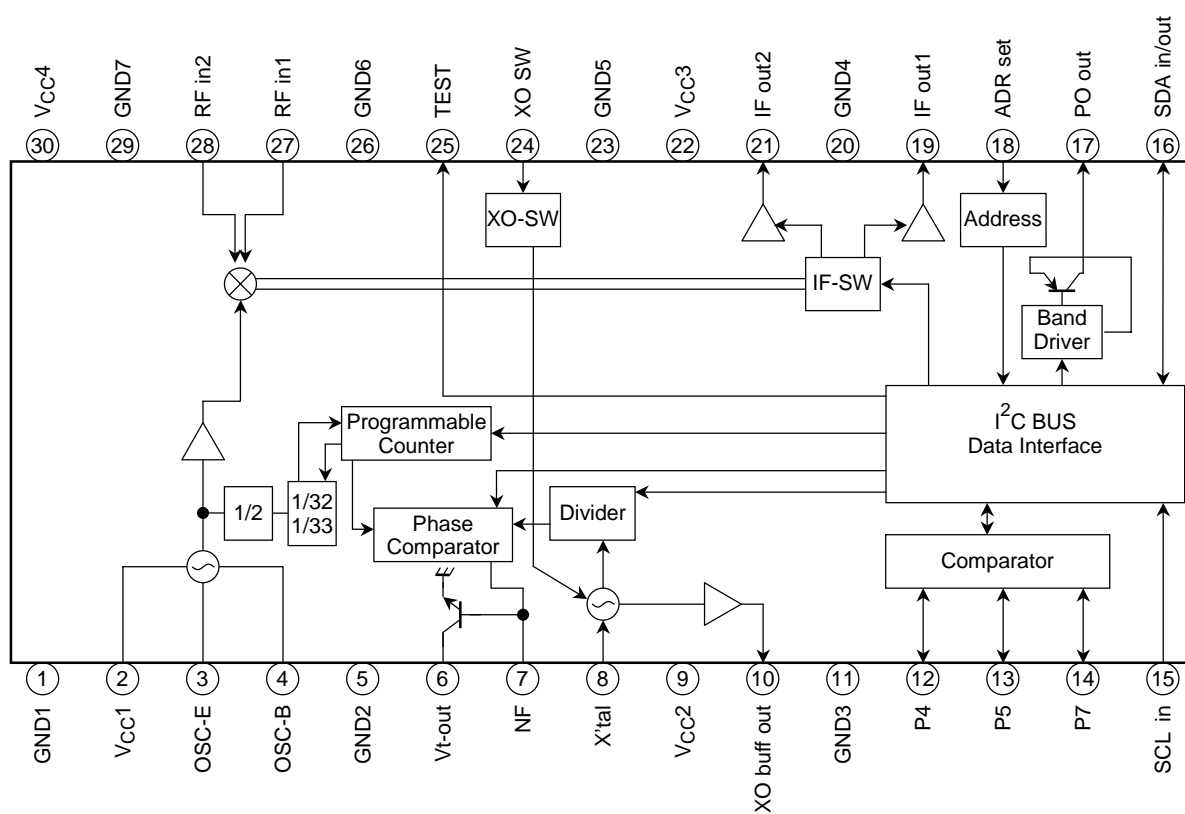 VCC4
GND7
RF in2
RF in1
GND6
TEST
XO SW
GND5
VCC3
IF out2
GND4
IF out1
ADR set
PO out
SDA in/out
30
29
28
27
26
25
24
23
22
21
20
19
18
17
16
XO-SW
Address
IF-SW
Band
Driver
Programmable
Counter
I2C BUS
Data Interface
1/2
1/32
1/33
Phase
Comparator
Divider
Comparator
1
2
3
4
5
6
7
8
9
10
11
12
13
14
15
GND1
VCC1
OSC-E
OSC-B
GND2
Vt-out
NF
X'tal
VCC2
XO buff out
GND3
P4
P5
P7
SCL in